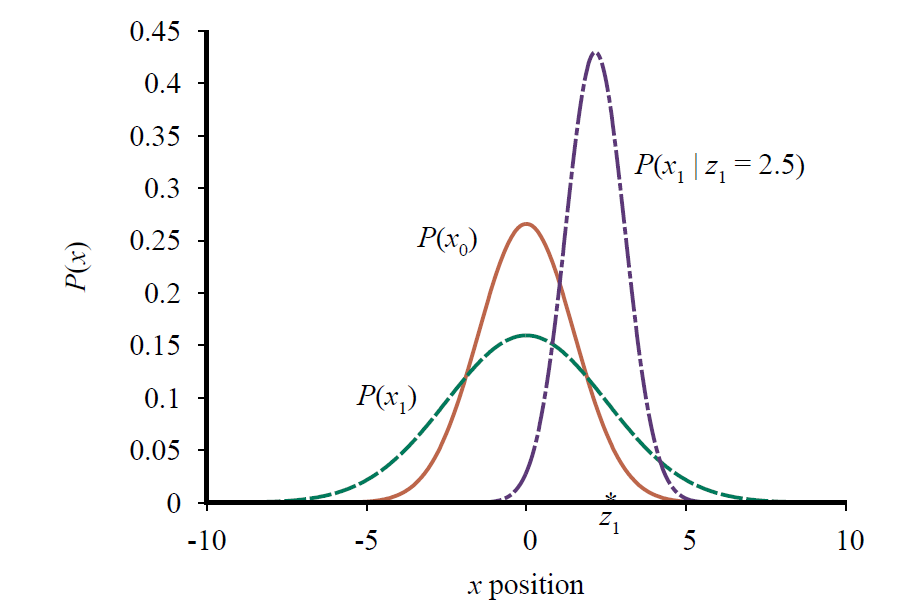 0.45
0.4
0.35
0.3
0.25
0.2
0.15
0.1
0.05
0
P(x)
P(x₁ | z₁ = 2.5)
P(x₀)
P(x₁)
*
z₁
-10 -5 0 5 10
x position